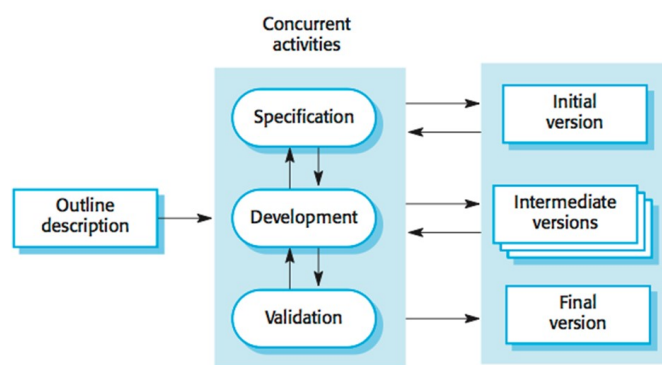 Concurrent
activities
Specification
Initial
version
Outline
description
Development
Intermediate
versions
Validation
Final
version